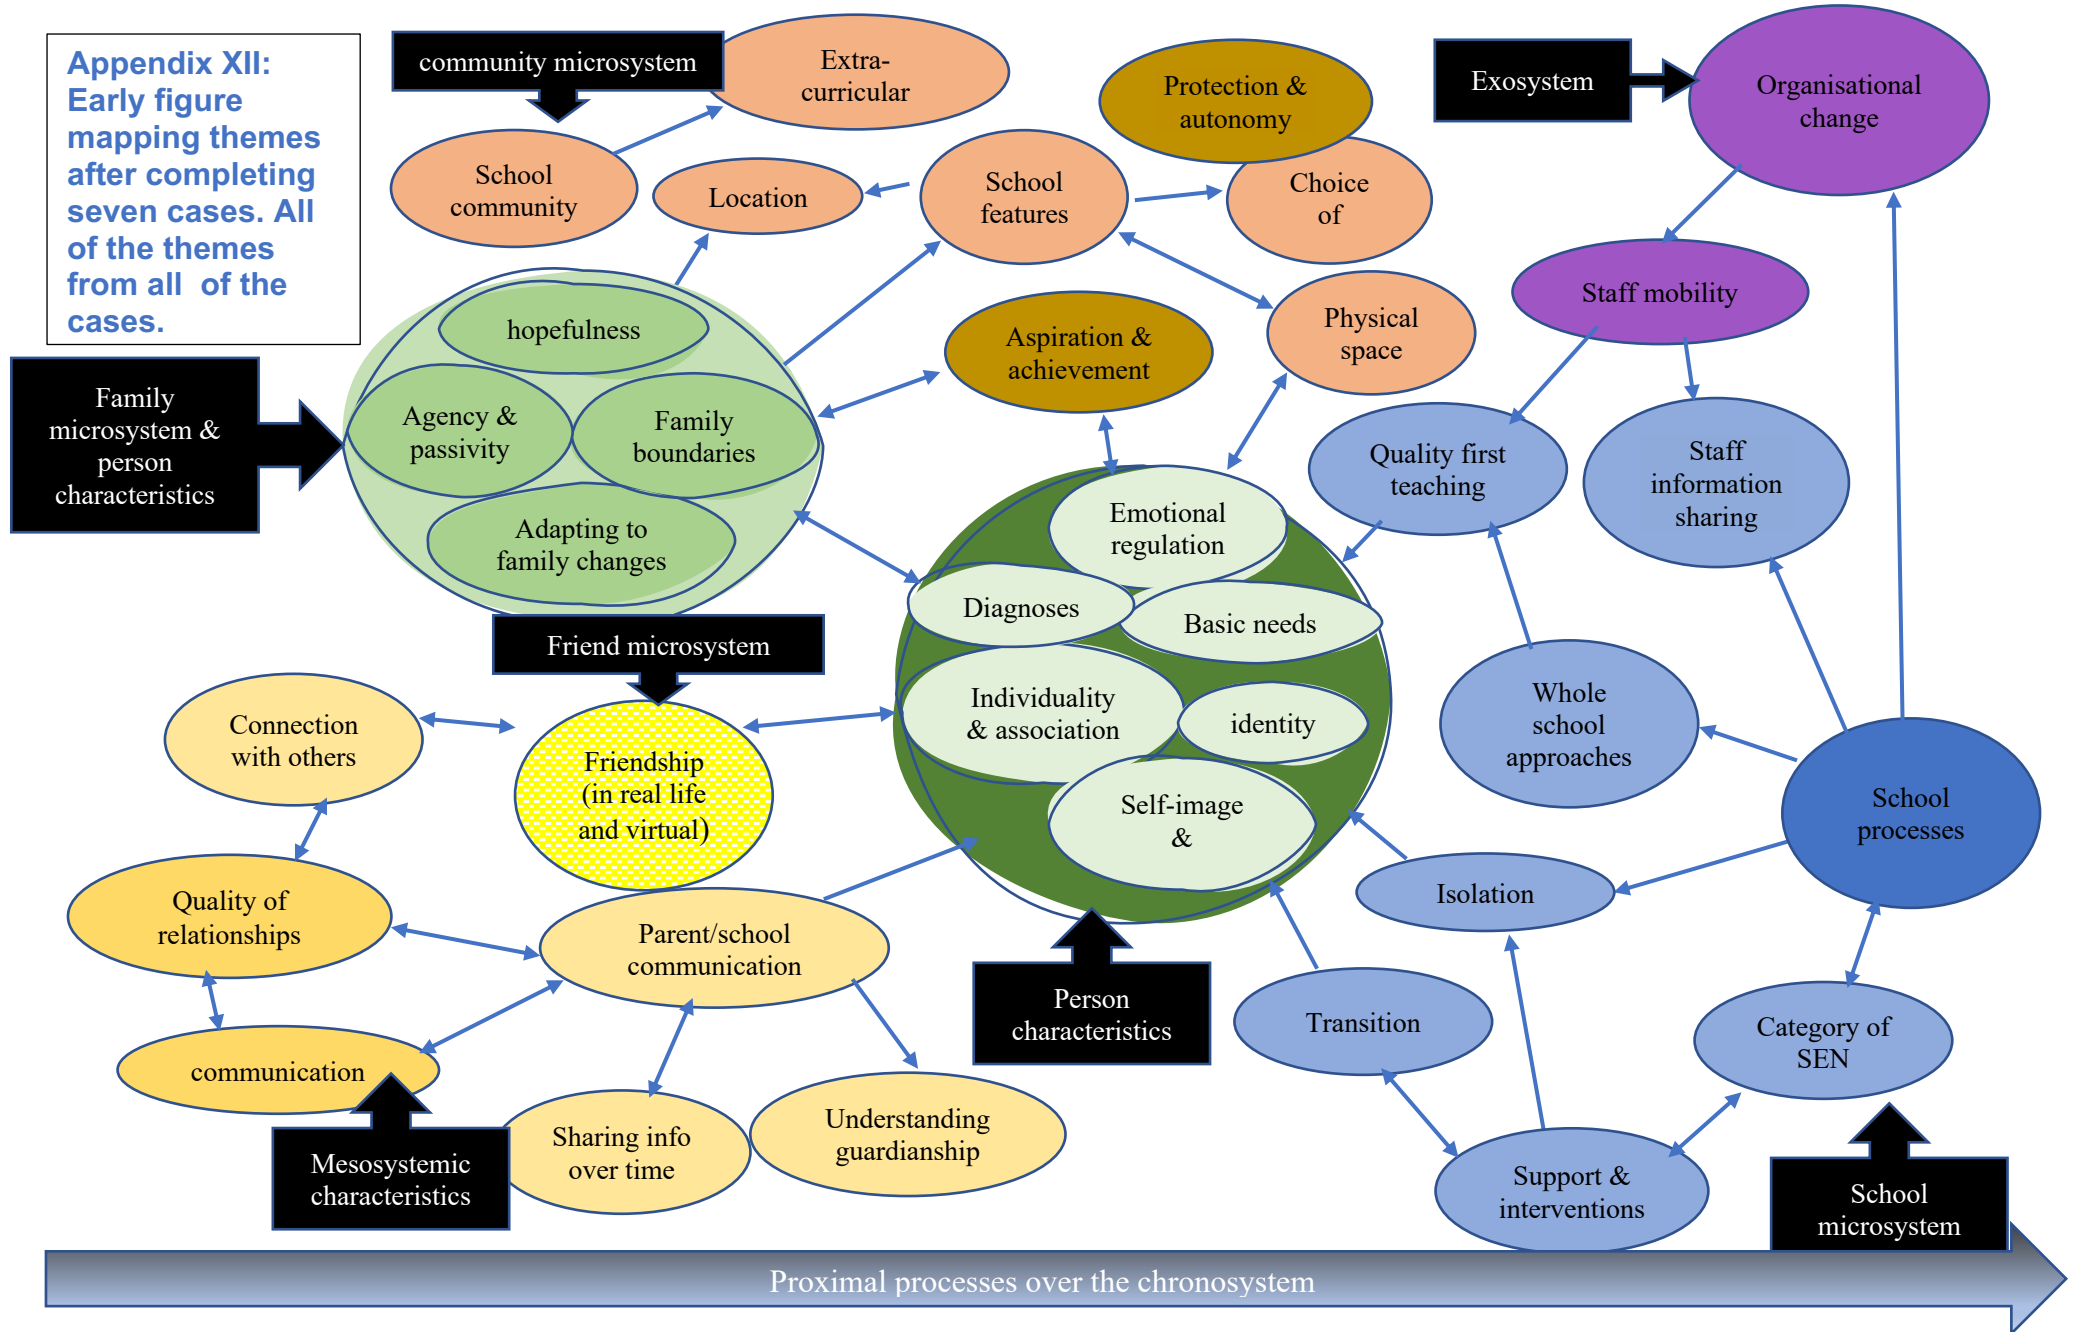 Appendix XII:
Early figure
mapping themes
after completing
seven cases. All
of the themes
from all  of the
cases.
community microsystem
Extra-
curricular
School
community
Location
School
features
Protection &
autonomy
Choice
of
Exosystem
Organisational
change
Staff mobility
Physical
space
Aspiration &
achievement
hopefulness
Agency &
passivity
Family
boundaries
Adapting to
family changes
Family
microsystem &
person
characteristics
Quality first
teaching
Staff
information
sharing
Emotional
regulation
Diagnoses
Basic needs
Individuality
& association
identity
Self-image
&
Friend microsystem
Friendship
(in real life
and virtual)
Connection
with others
Quality of
relationships
Parent/school
communication
communication
Mesosystemic
characteristics
Sharing info
over time
Understanding
guardianship
Person
characteristics
Whole
school
approaches
School
processes
Isolation
Transition
Category of
SEN
Support &
interventions
School
microsystem
Proximal processes over the chronosystem